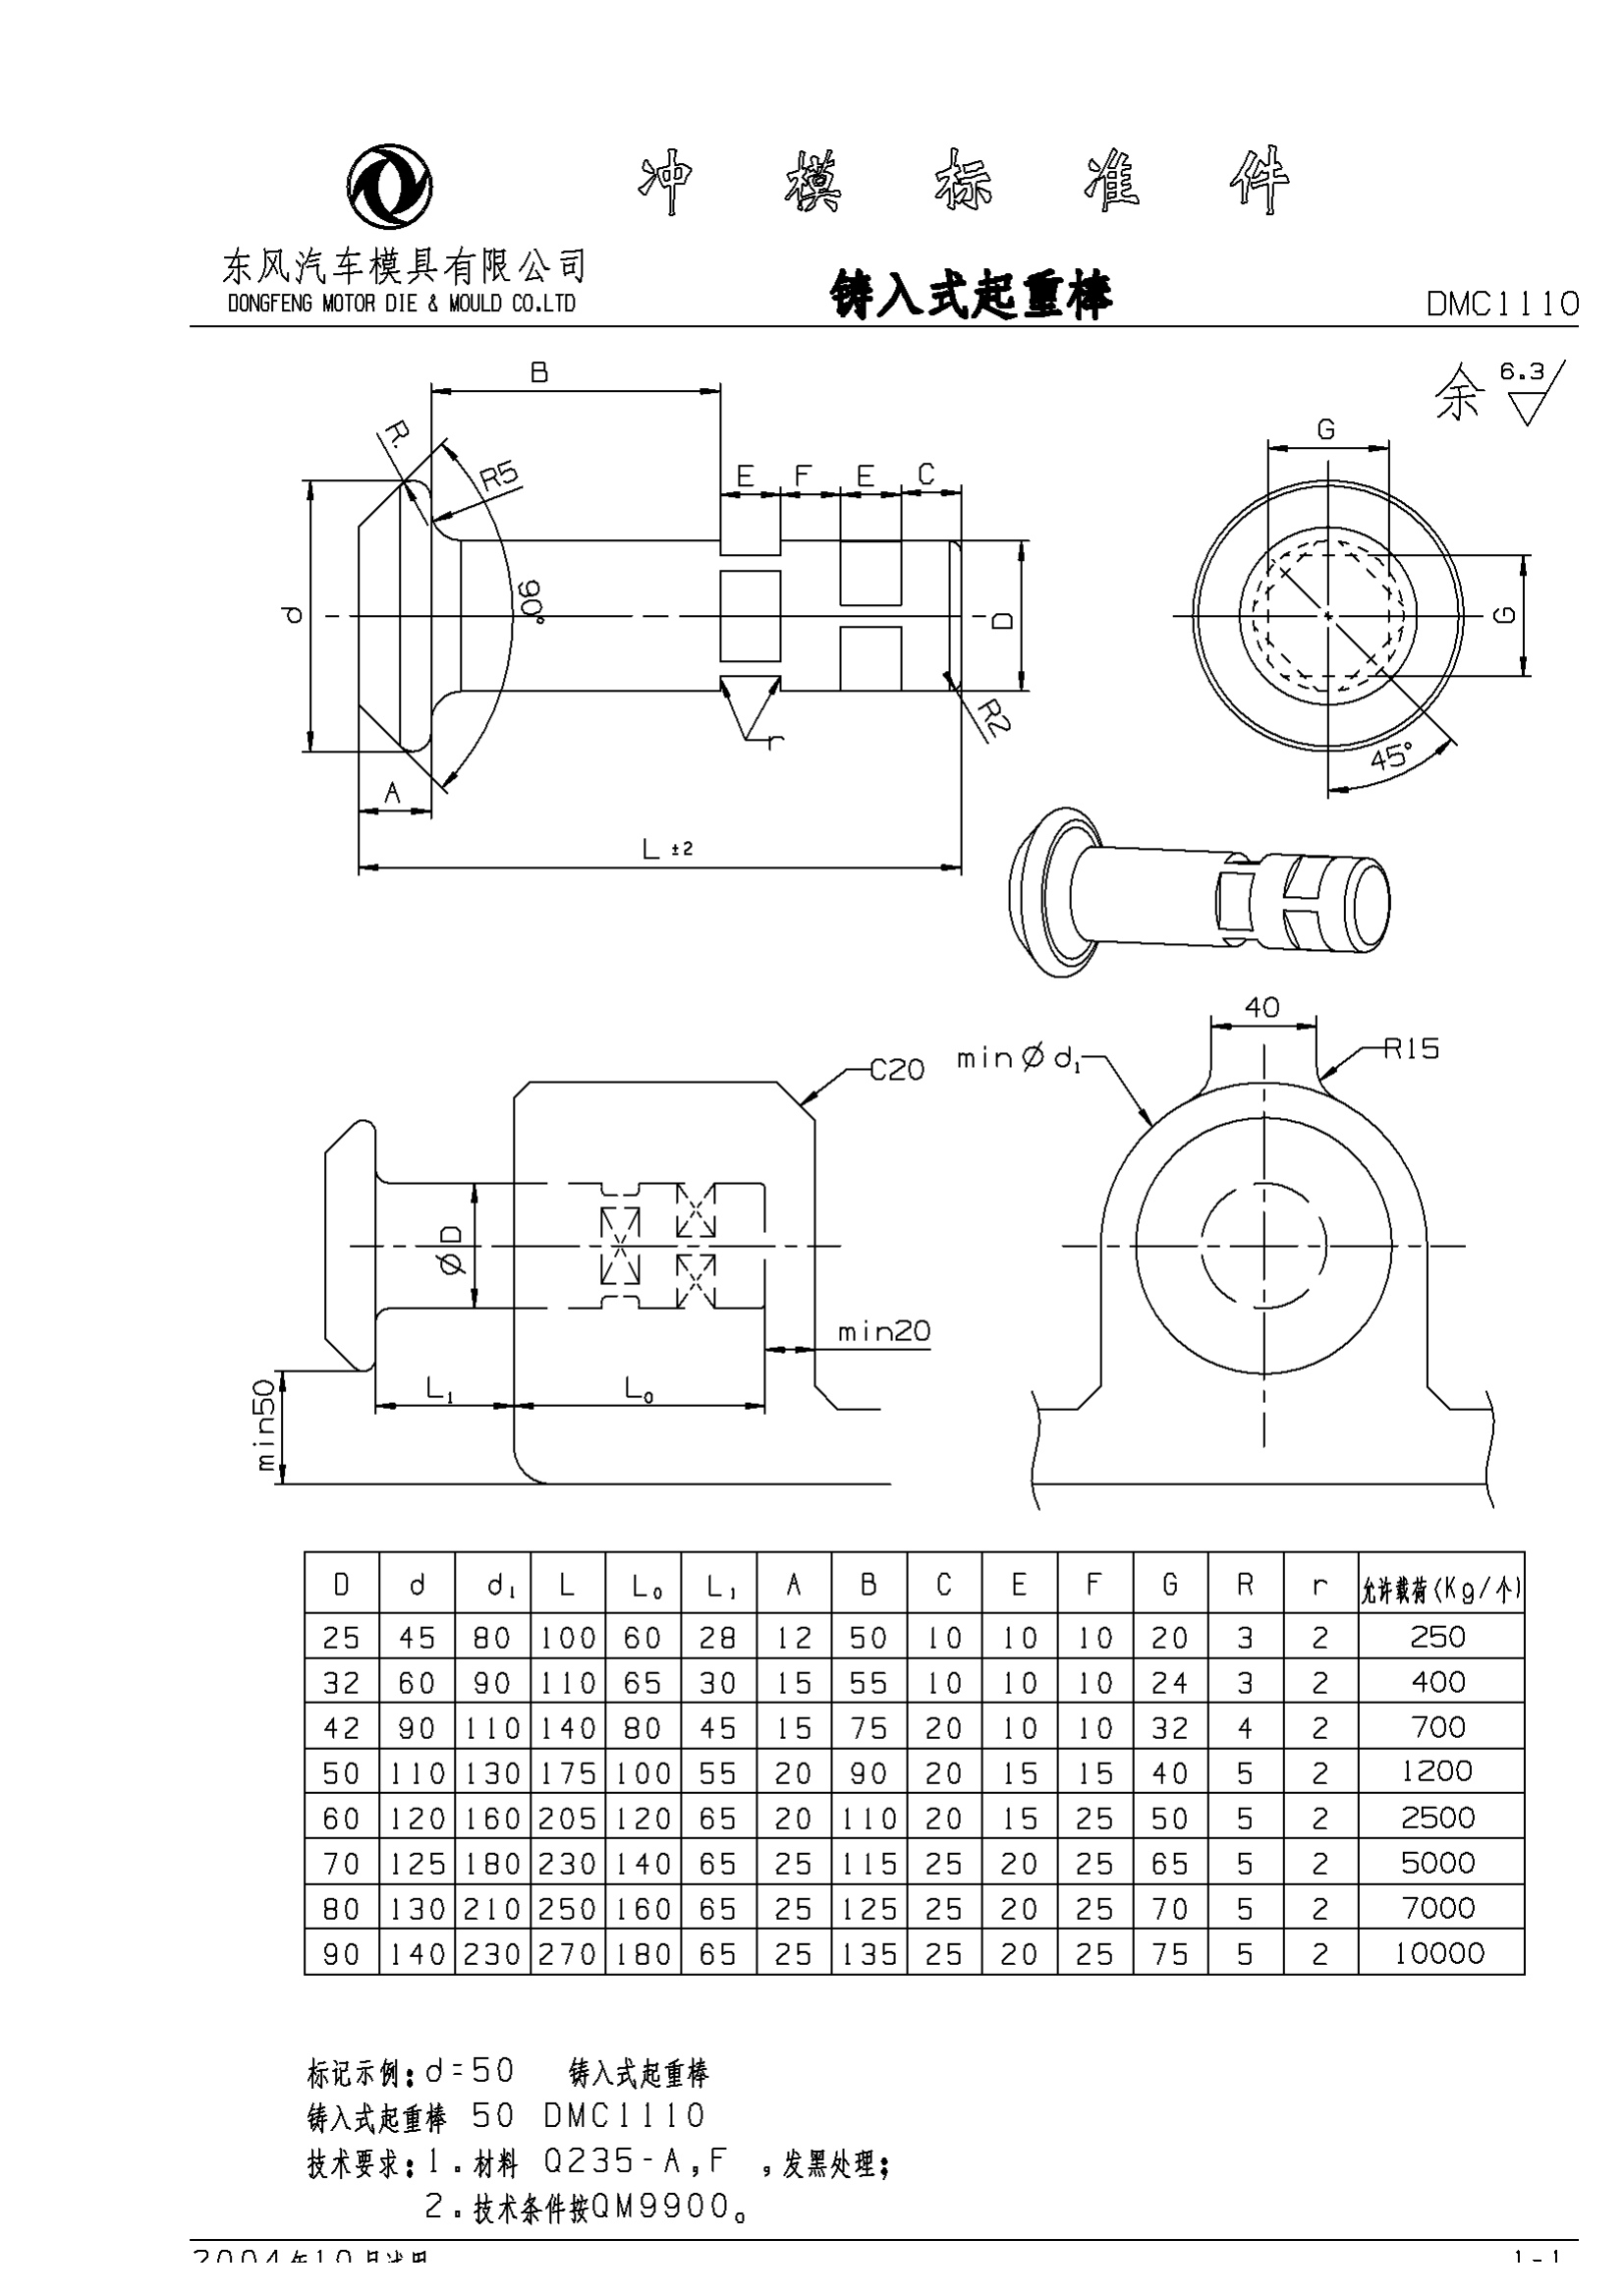 冲模标准件
东风汽车模具有限公司
DONGFENG MOTOR DIE & MOULD CO.LTD
铸入式起重棒
DMC1110
余 6.3
B
R.
R5
E F E C
G
d
90°
D
G
r
R2
45°
A
L ±2
40
minØd₁
R15
C20
ØD
min20
L₁
L₀
min50
D d d₁ L L₀ L₁ A B C E F G R r 允许载荷(Kg/个)
25 45 80 100 60 28 12 50 10 10 10 20 3 2 250
32 60 90 110 65 30 15 55 10 10 10 24 3 2 400
42 90 110 140 80 45 15 75 20 10 10 32 4 2 700
50 110 130 175 100 55 20 90 20 15 15 40 5 2 1200
60 120 160 205 120 65 20 110 20 15 25 50 5 2 2500
70 125 180 230 140 65 25 115 25 20 25 65 5 2 5000
80 130 210 250 160 65 25 125 25 20 25 70 5 2 7000
90 140 230 270 180 65 25 135 25 20 25 75 5 2 10000
标记示例:d=50 铸入式起重棒
铸入式起重棒 50 DMC1110
技术要求:1.材料 Q235-A,F ,发黑处理;
2.技术条件按QM9900。
2004年10月
1-1